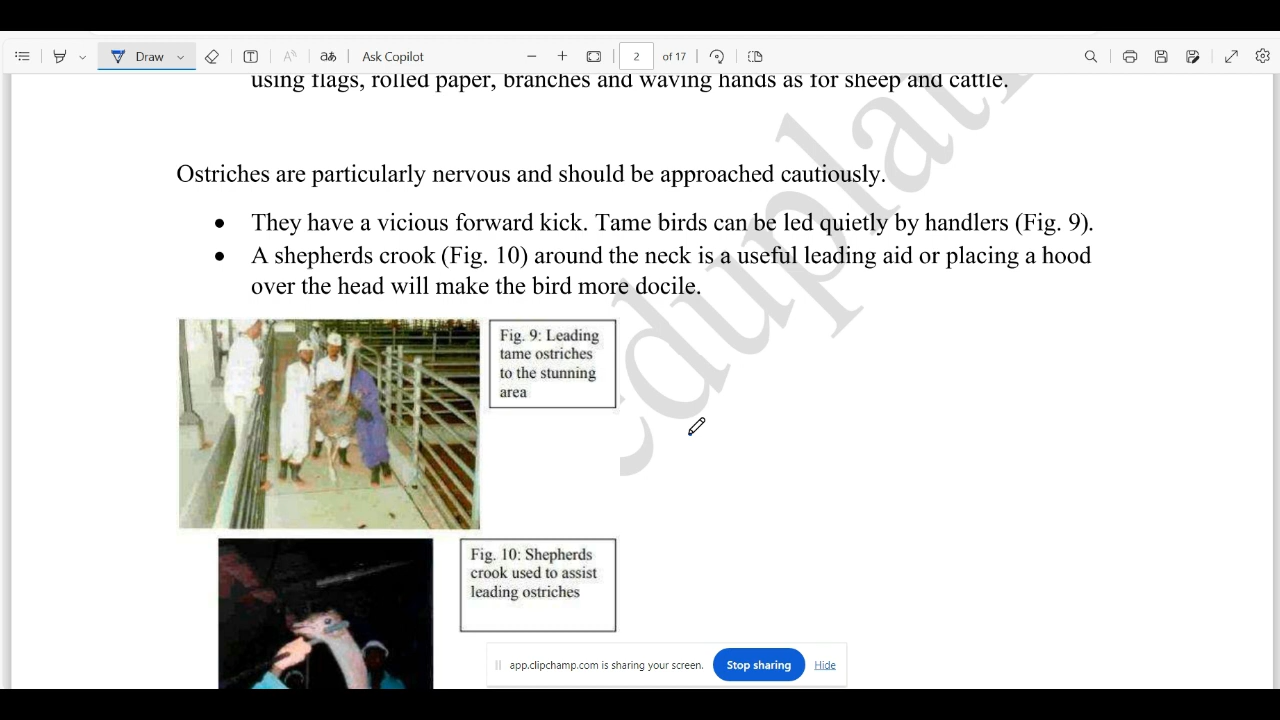 Draw
Ask Copilot
2 of 17
using flags, rolled paper, branches and waving hands as for sheep and cattle.
Ostriches are particularly nervous and should be approached cautiously.
• They have a vicious forward kick. Tame birds can be led quietly by handlers (Fig. 9).
• A shepherds crook (Fig. 10) around the neck is a useful leading aid or placing a hood
over the head will make the bird more docile.
Fig. 9: Leading
tame ostriches
to the stunning
area
Fig. 10: Shepherds
crook used to assist
leading ostriches
app.clipchamp.com is sharing your screen.
Stop sharing
Hide